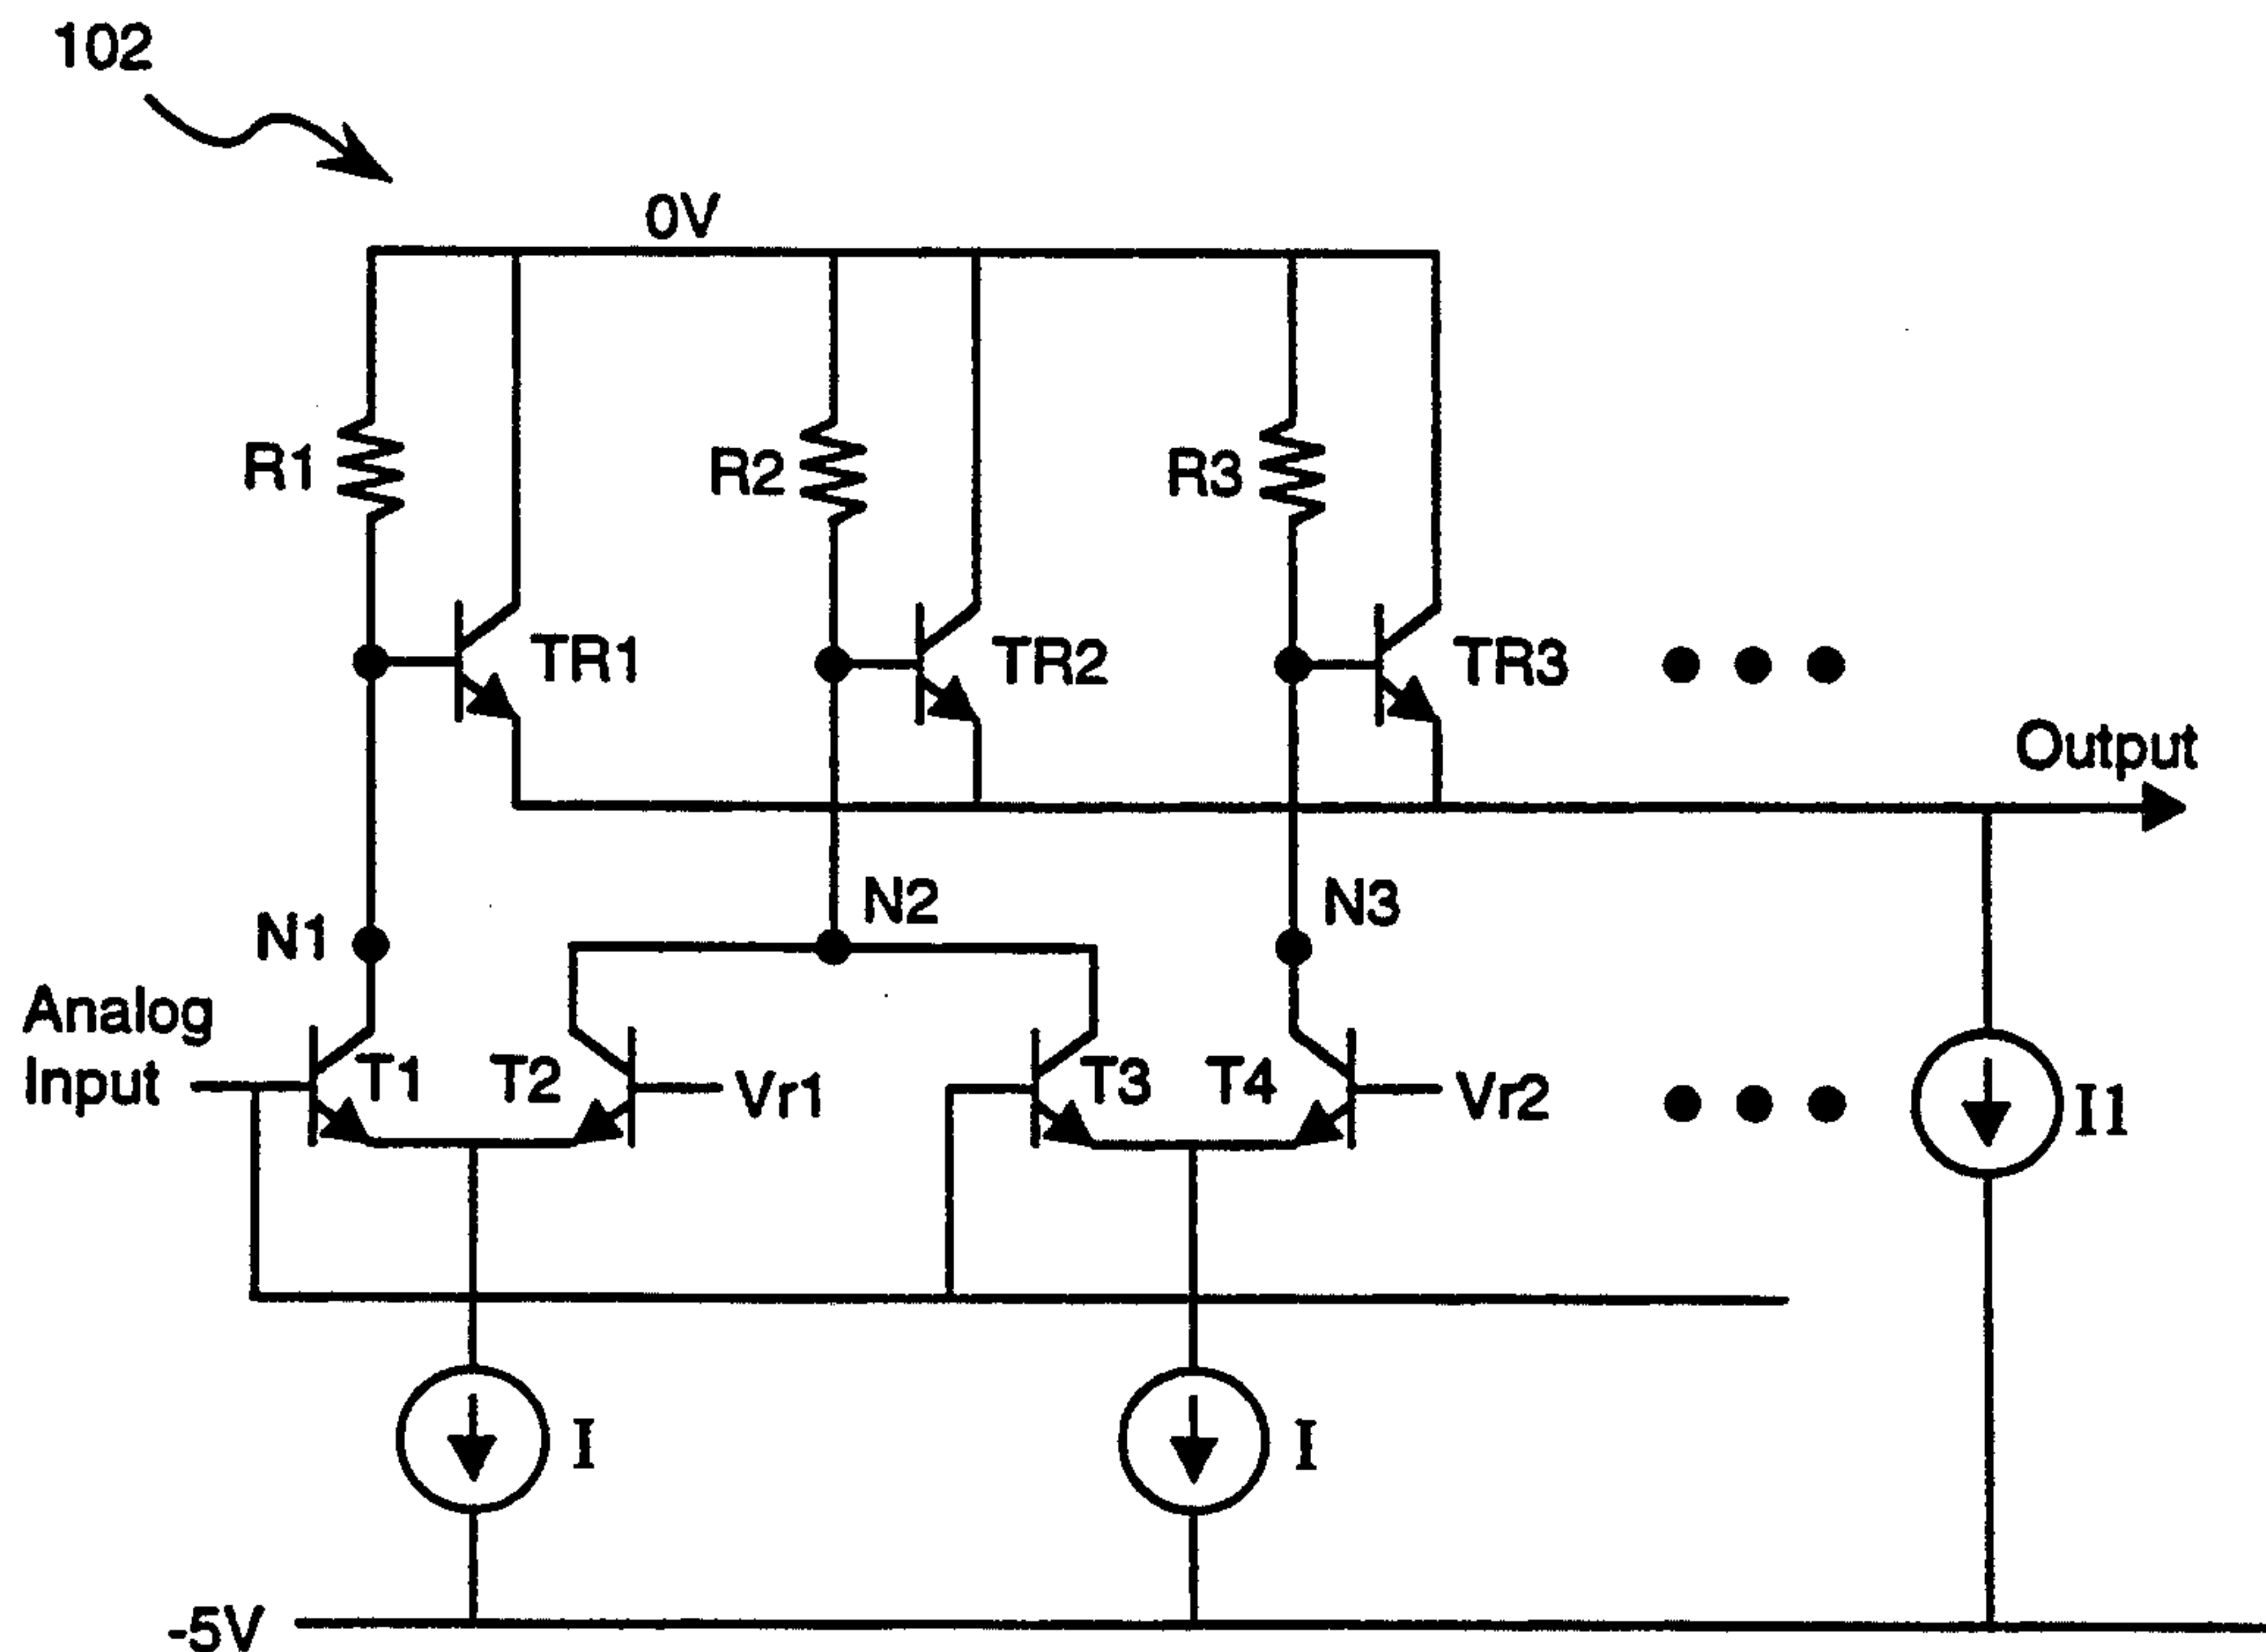 102
0V
R1
R2
R3
TR1
TR2
TR3
Output
N1
N2
N3
Analog
Input
T1
T2
Vr1
T3
T4
Vr2
I1
I
I
-5V